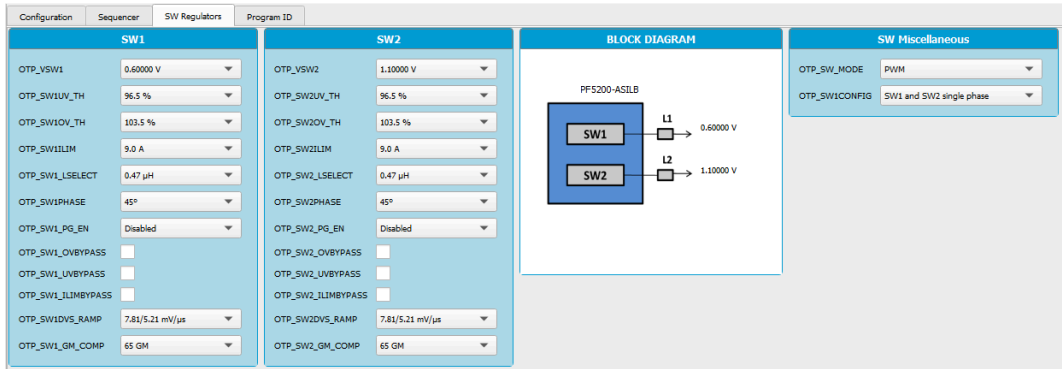 Configuration Sequencer SW Regulators Program ID
SW1
OTP_VSW1 0.60000 V
OTP_SW1UV_TH 96.5 %
OTP_SW1OV_TH 103.5 %
OTP_SW1ILIM 9.0 A
OTP_SW1_LSELECT 0.47 μH
OTP_SW1PHASE 45º
OTP_SW1_PG_EN Disabled
OTP_SW1_OVBYPASS
OTP_SW1_UVBYPASS
OTP_SW1_ILIMBYPASS
OTP_SW1DVS_RAMP 7.81/5.21 mV/μs
OTP_SW1_GM_COMP 65 GM
SW2
OTP_VSW2 1.10000 V
OTP_SW2UV_TH 96.5 %
OTP_SW2OV_TH 103.5 %
OTP_SW2ILIM 9.0 A
OTP_SW2_LSELECT 0.47 μH
OTP_SW2PHASE 45º
OTP_SW2_PG_EN Disabled
OTP_SW2_OVBYPASS
OTP_SW2_UVBYPASS
OTP_SW2_ILIMBYPASS
OTP_SW2DVS_RAMP 7.81/5.21 mV/μs
OTP_SW2_GM_COMP 65 GM
BLOCK DIAGRAM
PF5200-ASILB
SW1 L1 0.60000 V
SW2 L2 1.10000 V
SW Miscellaneous
OTP_SW_MODE PWM
OTP_SW1CONFIG SW1 and SW2 single phase